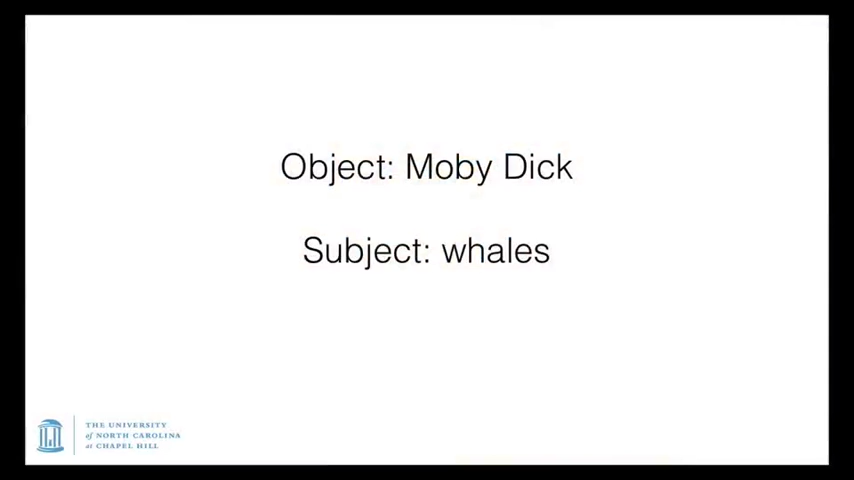 Object: Moby Dick
Subject: whales
THE UNIVERSITY
of NORTH CAROLINA
at CHAPEL HILL